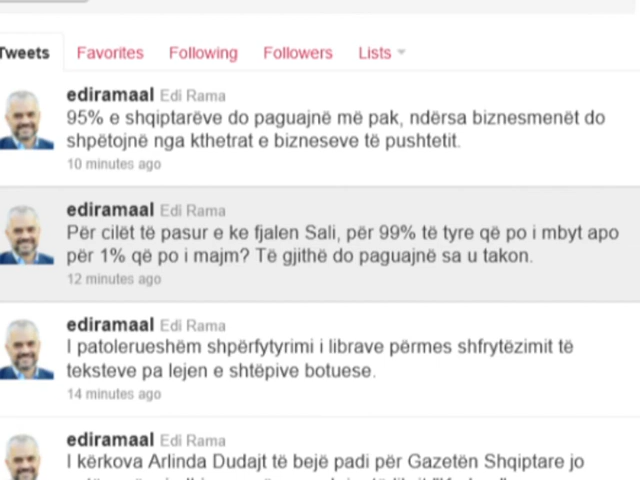 Tweets Favorites Following Followers Lists
ediramaal Edi Rama
95% e shqiptarëve do paguajnë më pak, ndërsa biznesmenët do
shpëtojnë nga kthetrat e bizneseve të pushtetit.
10 minutes ago
ediramaal Edi Rama
Për cilët të pasur e ke fjalen Sali, për 99% të tyre që po i mbyt apo
për 1% që po i majm? Të gjithë do paguajnë sa u takon.
12 minutes ago
ediramaal Edi Rama
I patolerueshëm shpërfytyrimi i librave përmes shfrytëzimit të
teksteve pa lejen e shtëpive botuese.
14 minutes ago
ediramaal Edi Rama
I kërkova Arlinda Dudajt të bejë padi për Gazetën Shqiptare jo